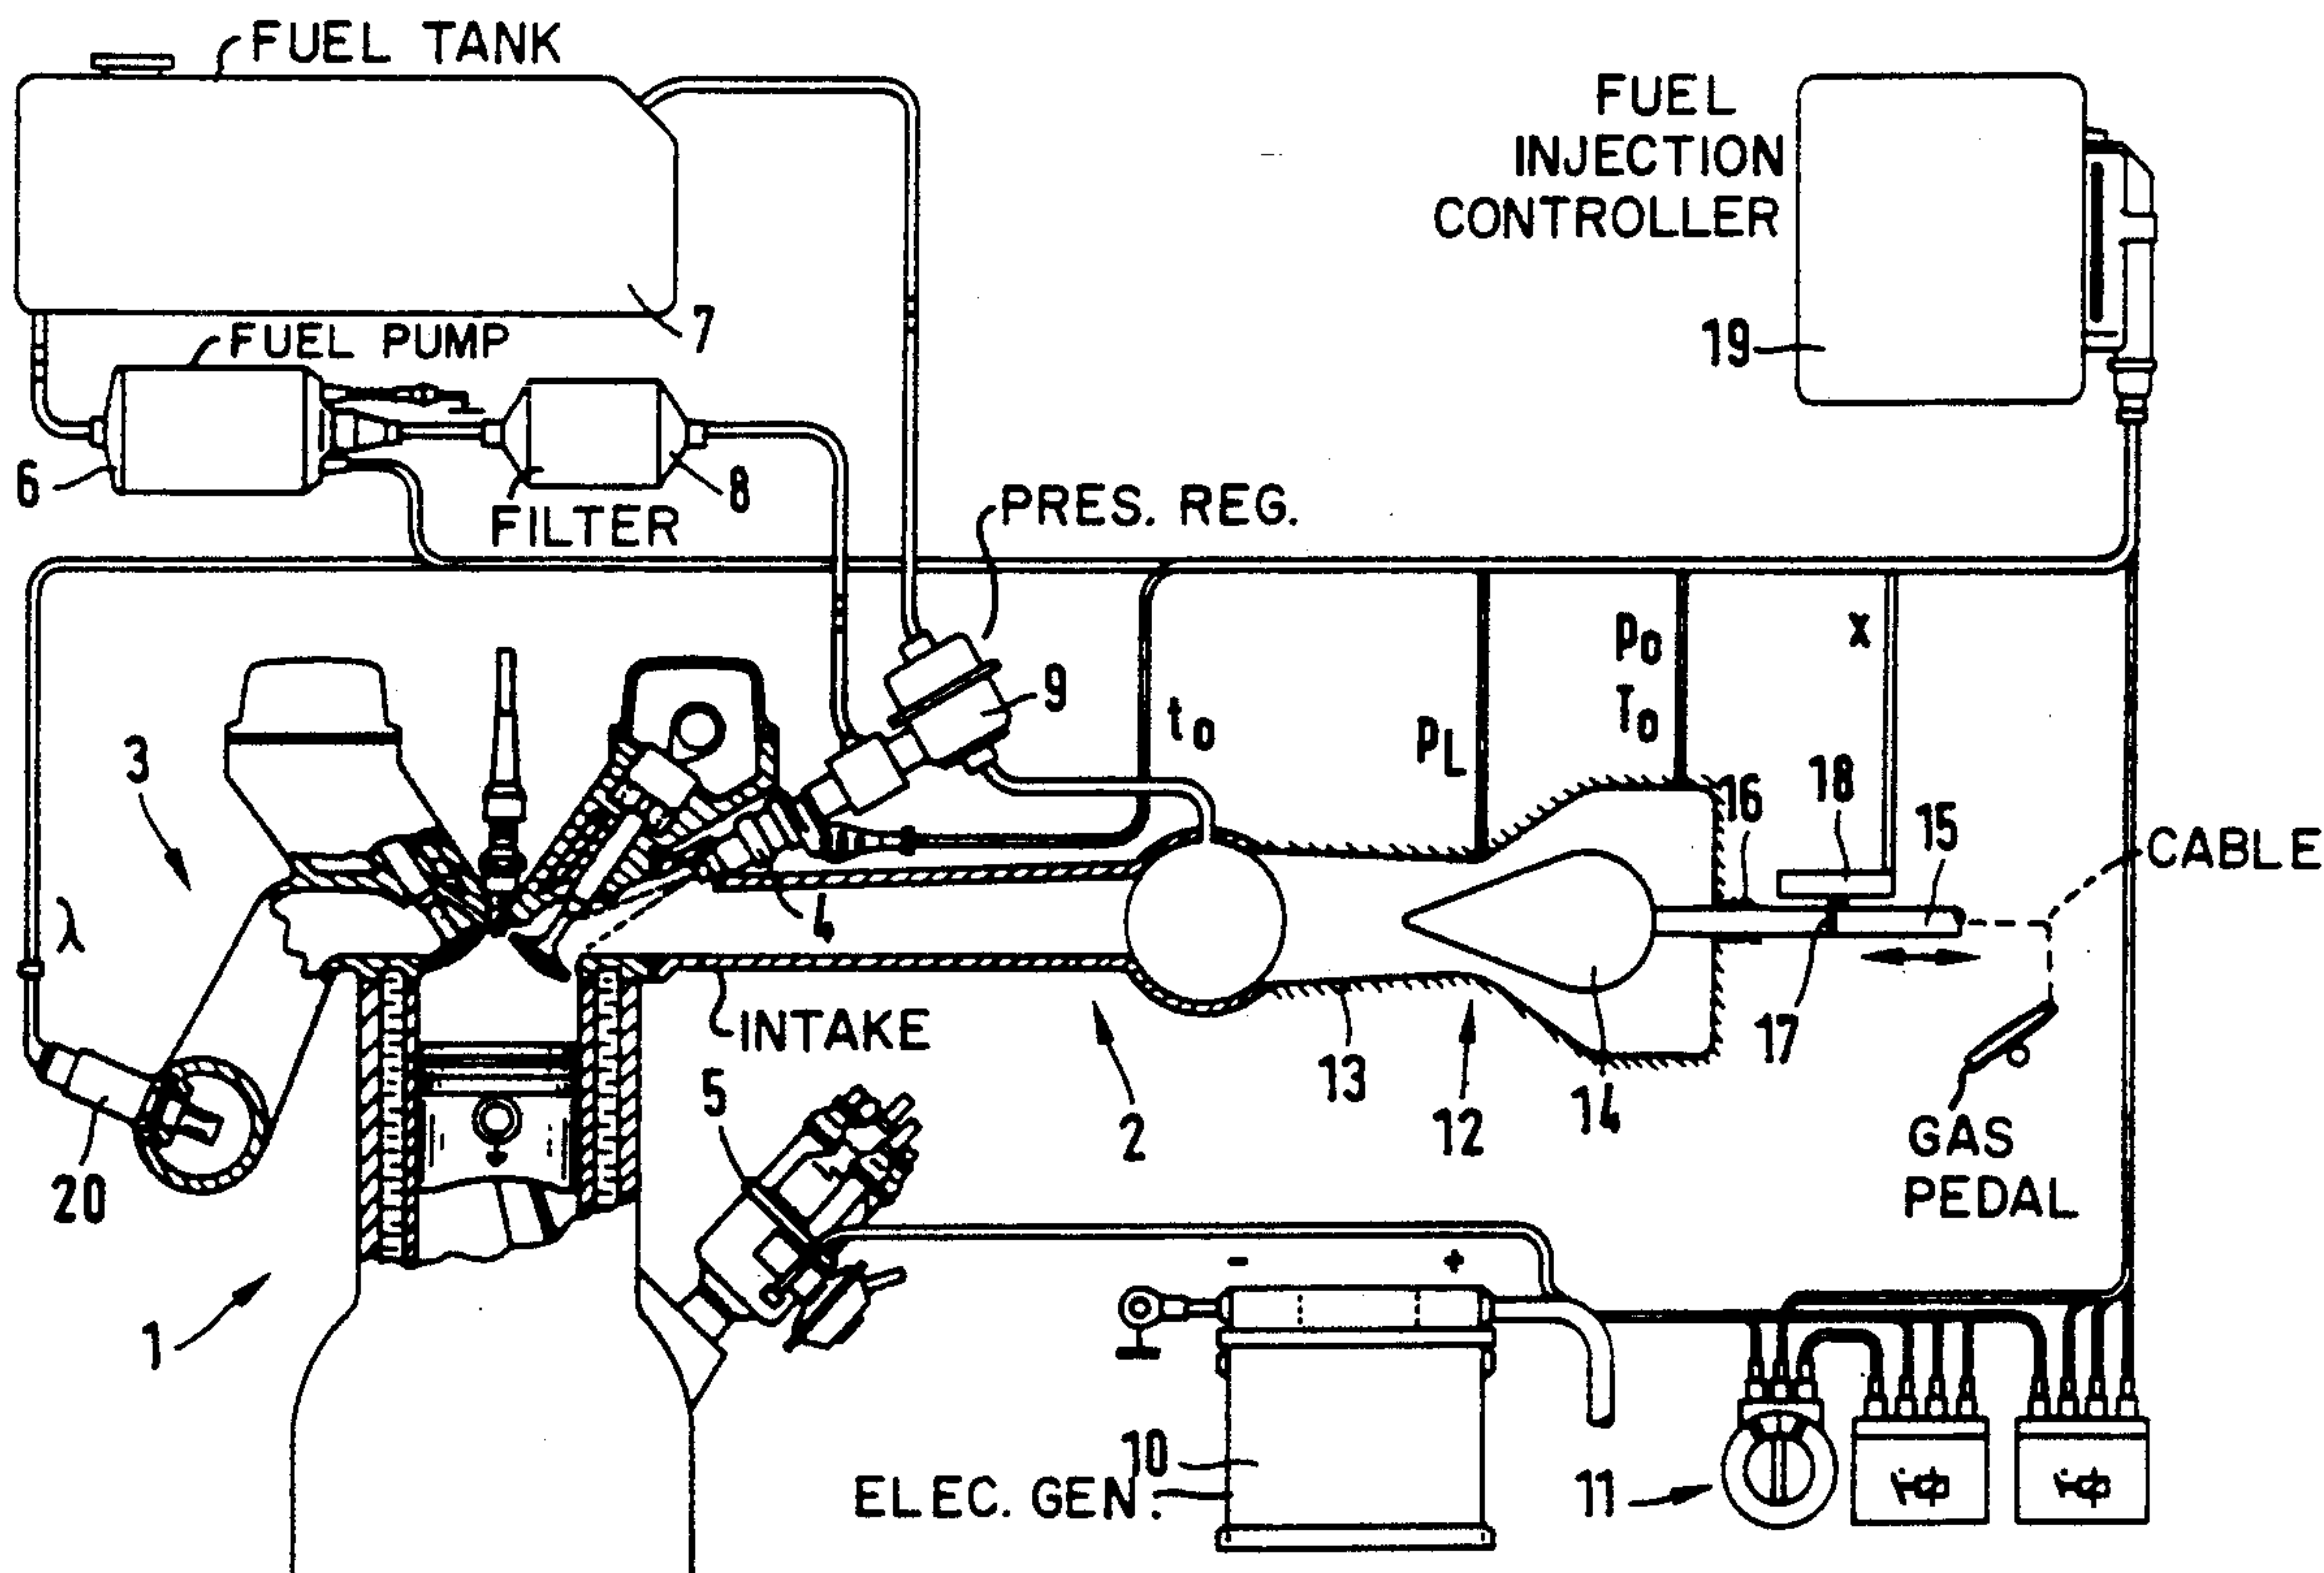 FUEL TANK
FUEL
INJECTION
CONTROLLER
7
19
FUEL PUMP
6
8
FILTER
PRES. REG.
9
3
t₀
p_L
p₀
T₀
x
16
18
15
CABLE
λ
4
INTAKE
17
20
5
2
13
12
14
GAS
PEDAL
1
-
+
10
ELEC. GEN.
11